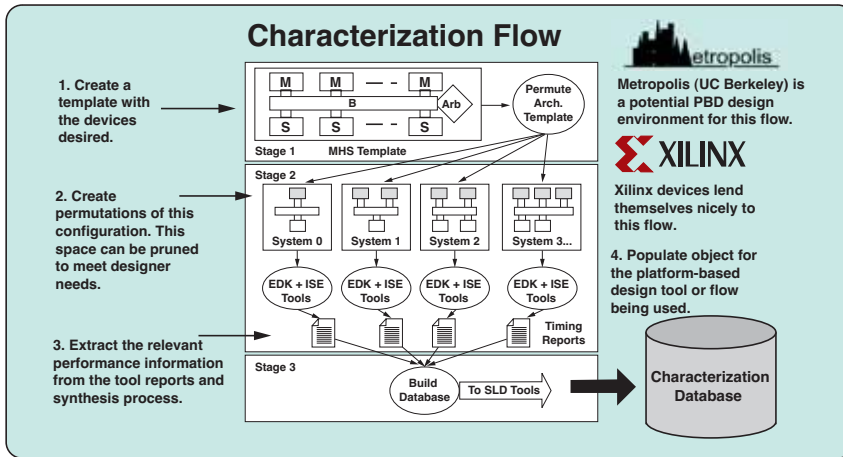 Characterization Flow
etropolis
Metropolis (UC Berkeley) is
a potential PBD design
environment for this flow.
XILINX
Xilinx devices lend
themselves nicely to
this flow.
1. Create a
template with
the devices
desired.
M M M
B
Arb
S S S
Stage 1 MHS Template
Permute
Arch.
Template
2. Create
permutations of this
configuration. This
space can be pruned
to meet designer
needs.
Stage 2
System 0 System 1 System 2 System 3...
EDK + ISE
Tools
EDK + ISE
Tools
EDK + ISE
Tools
EDK + ISE
Tools
Timing
Reports
3. Extract the relevant
performance information
from the tool reports and
synthesis process.
Stage 3
Build
Database
To SLD Tools
4. Populate object for
the platform-based
design tool or flow
being used.
Characterization
Database